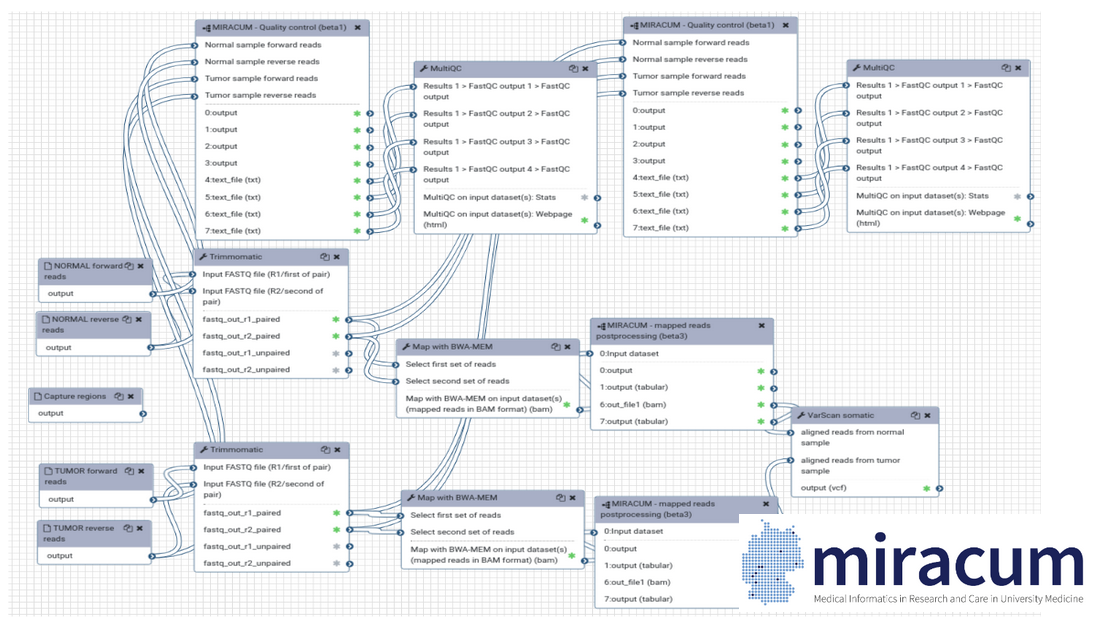 MIRACUM - Quality control (beta1)
Normal sample forward reads
Normal sample reverse reads
Tumor sample forward reads
Tumor sample reverse reads
0:output
1:output
2:output
3:output
4:text_file (txt)
5:text_file (txt)
6:text_file (txt)
7:text_file (txt)
MultiQC
Results 1 > FastQC output 1 > FastQC
output
Results 1 > FastQC output 2 > FastQC
output
Results 1 > FastQC output 3 > FastQC
output
Results 1 > FastQC output 4 > FastQC
output
MultiQC on input dataset(s): Stats
MultiQC on input dataset(s): Webpage
(html)
MIRACUM - Quality control (beta1)
Normal sample forward reads
Normal sample reverse reads
Tumor sample forward reads
Tumor sample reverse reads
0:output
1:output
2:output
3:output
4:text_file (txt)
5:text_file (txt)
6:text_file (txt)
7:text_file (txt)
MultiQC
Results 1 > FastQC output 1 > FastQC
output
Results 1 > FastQC output 2 > FastQC
output
Results 1 > FastQC output 3 > FastQC
output
Results 1 > FastQC output 4 > FastQC
output
MultiQC on input dataset(s): Stats
MultiQC on input dataset(s): Webpage
(html)
NORMAL forward
reads
output
NORMAL reverse
reads
output
Capture regions
output
TUMOR forward
reads
output
TUMOR reverse
reads
output
Trimmomatic
Input FASTQ file (R1/first of pair)
Input FASTQ file (R2/second of
pair)
fastq_out_r1_paired
fastq_out_r2_paired
fastq_out_r1_unpaired
fastq_out_r2_unpaired
Trimmomatic
Input FASTQ file (R1/first of pair)
Input FASTQ file (R2/second of
pair)
fastq_out_r1_paired
fastq_out_r2_paired
fastq_out_r1_unpaired
fastq_out_r2_unpaired
Map with BWA-MEM
Select first set of reads
Select second set of reads
Map with BWA-MEM on input dataset(s)
(mapped reads in BAM format) (bam)
MIRACUM - mapped reads
postprocessing (beta3)
0:Input dataset
0:output
1:output (tabular)
6:out_file1 (bam)
7:output (tabular)
VarScan somatic
aligned reads from normal
sample
aligned reads from tumor
sample
output (vcf)
Map with BWA-MEM
Select first set of reads
Select second set of reads
Map with BWA-MEM on input dataset(s)
(mapped reads in BAM format) (bam)
MIRACUM - mapped reads
postprocessing (beta3)
0:Input dataset
0:output
1:output (tabular)
6:out_file1 (bam)
7:output (tabular)
miracum
Medical Informatics in Research and Care in University Medicine